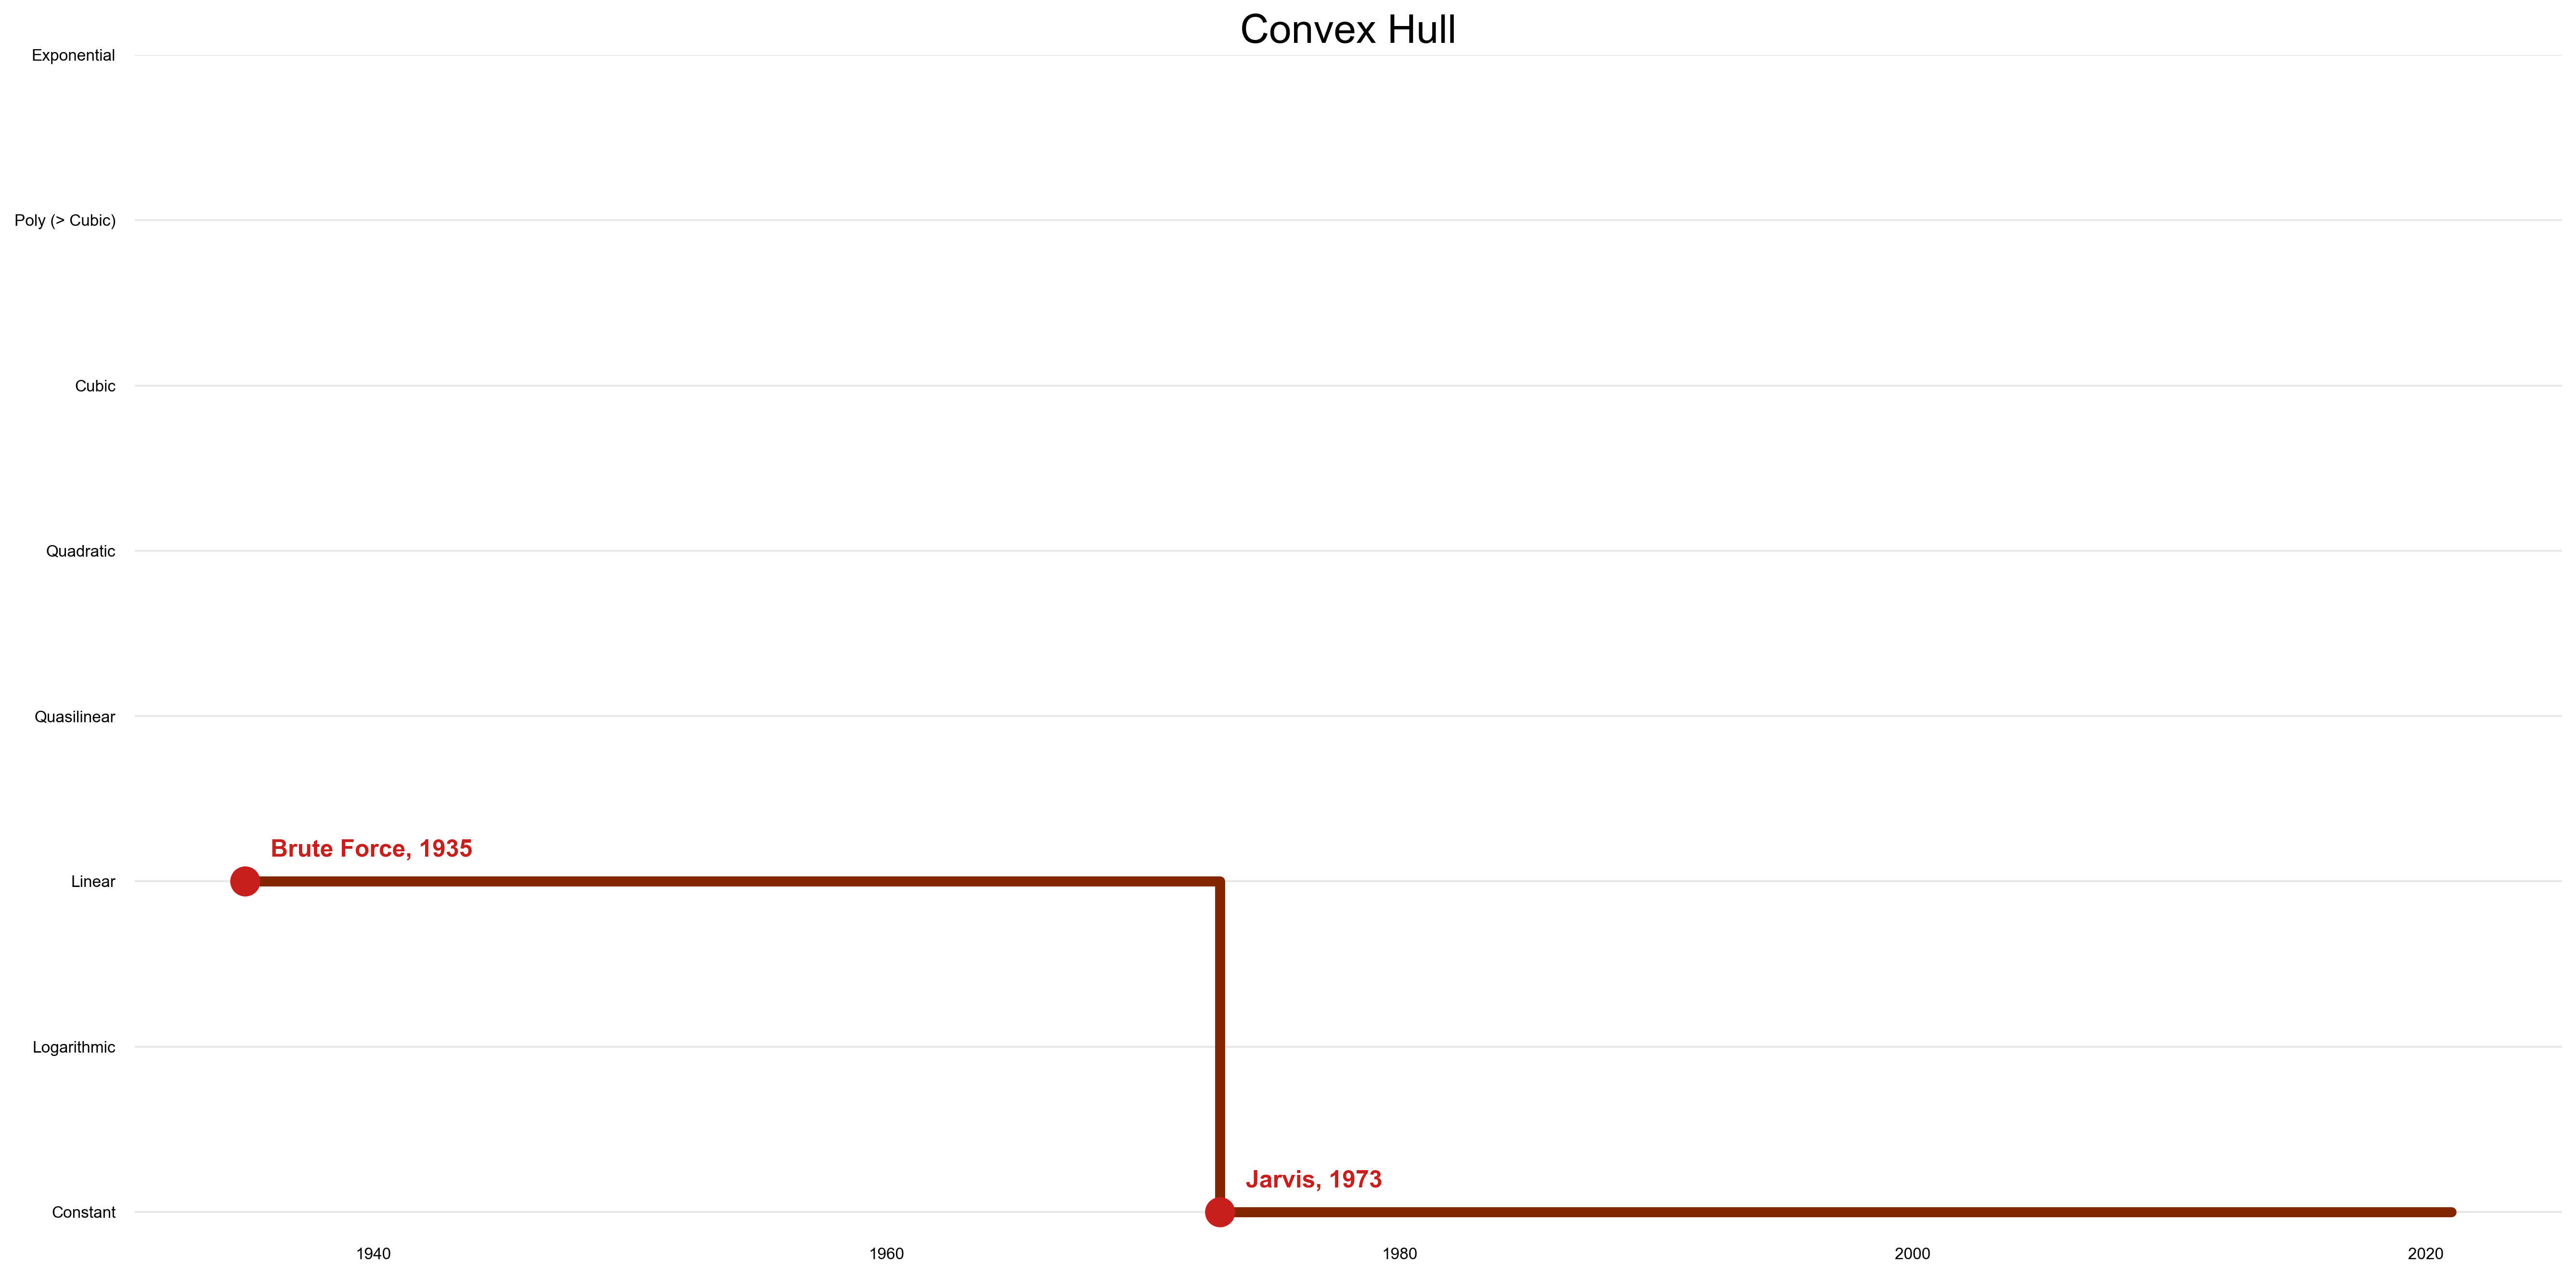 Convex Hull
Exponential
Poly (> Cubic)
Cubic
Quadratic
Quasilinear
Brute Force, 1935
Linear
Logarithmic
Jarvis, 1973
Constant
1940 1960 1980 2000 2020